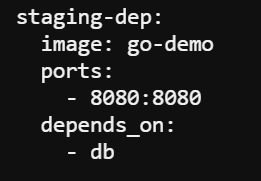 staging-dep:
  image: go-demo
  ports:
    - 8080:8080
  depends_on:
    - db